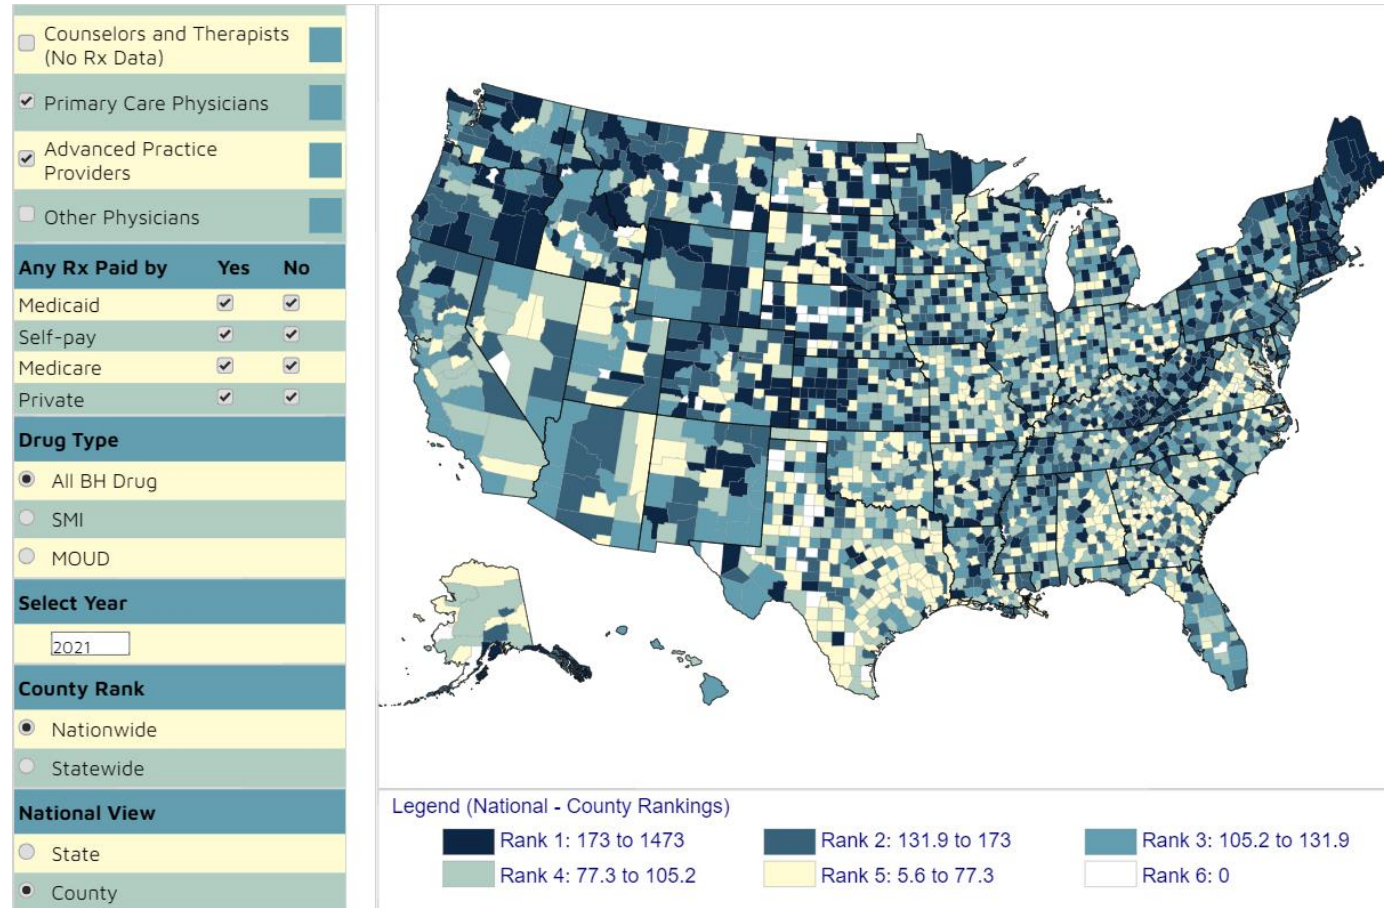 Counselors and Therapists
(No Rx Data)
Primary Care Physicians
Advanced Practice
Providers
Other Physicians
Any Rx Paid by Yes No
Medicaid
Self-pay
Medicare
Private
Drug Type
All BH Drug
SMI
MOUD
Select Year
2021
County Rank
Nationwide
Statewide
National View
State
County
Legend (National - County Rankings)
Rank 1: 173 to 1473 Rank 2: 131.9 to 173 Rank 3: 105.2 to 131.9
Rank 4: 77.3 to 105.2 Rank 5: 5.6 to 77.3 Rank 6: 0